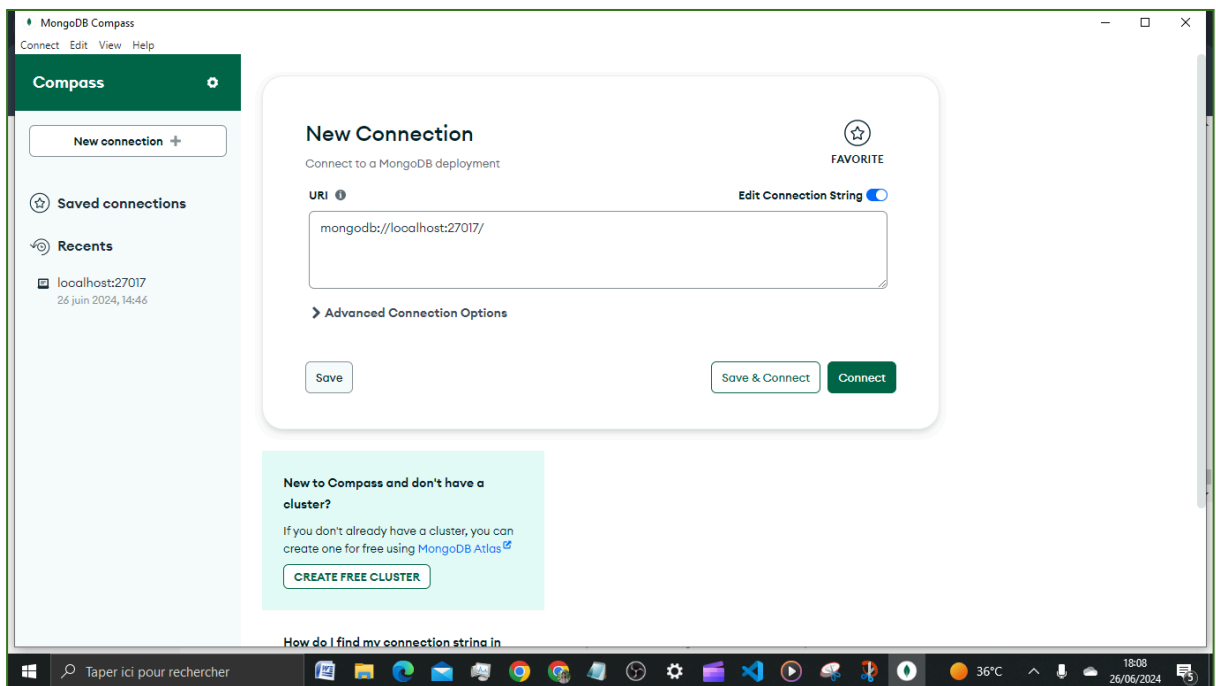 MongoDB Compass
Connect Edit View Help
Compass
New connection
Saved connections
Recents
localhost:27017
26 juin 2024, 14:46
New Connection
FAVORITE
Connect to a MongoDB deployment
URI
Edit Connection String
mongodb://localhost:27017/
Advanced Connection Options
Save
Save & Connect
Connect
New to Compass and don't have a
cluster?
If you don't already have a cluster, you can
create one for free using MongoDB Atlas
CREATE FREE CLUSTER
How do I find my connection string in
Taper ici pour rechercher
36°C
18:08
26/06/2024
5